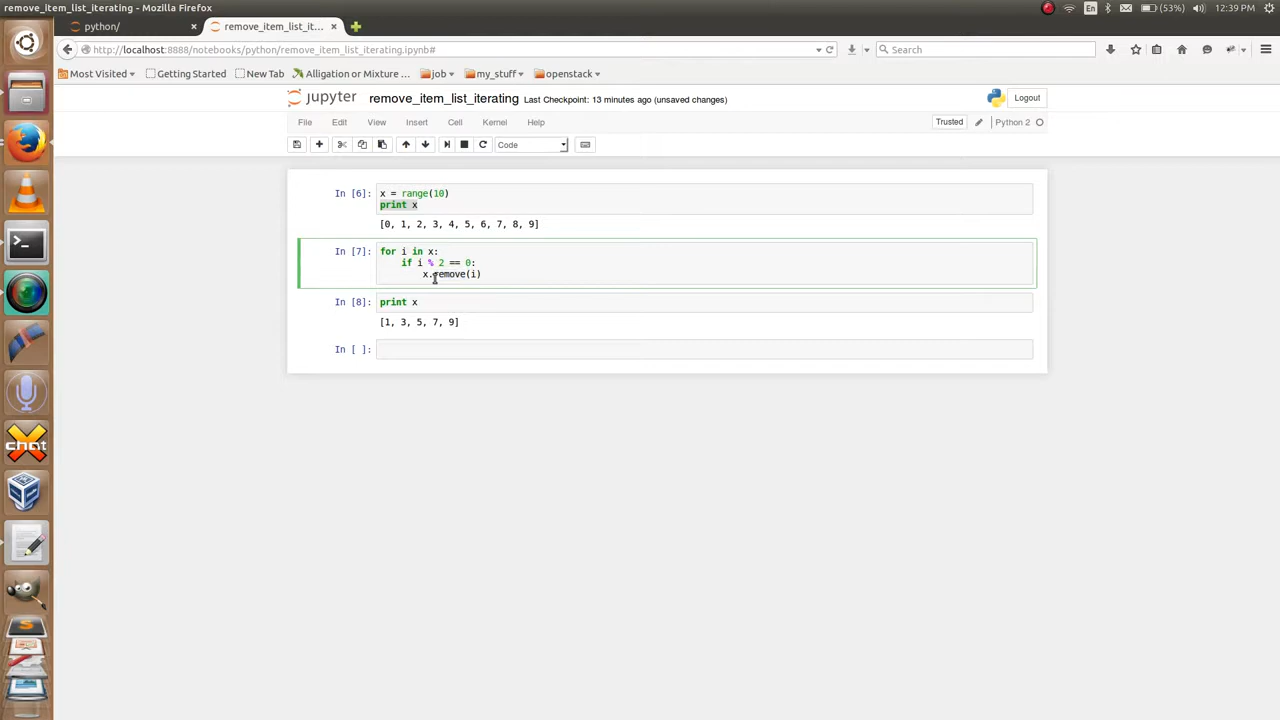 remove_item_list_iterating - Mozilla Firefox
En
(53%)
12:39 PM
python/
remove_item_list_it...
http://localhost:8888/notebooks/python/remove_item_list_iterating.ipynb#
Search
Most Visited
Getting Started
New Tab
Alligation or Mixture ...
job
my_stuff
openstack
jupyter
remove_item_list_iterating
Last Checkpoint: 13 minutes ago (unsaved changes)
Logout
File
Edit
View
Insert
Cell
Kernel
Help
Trusted
Python 2
Code
In [6]:
x = range(10)
print x
[0, 1, 2, 3, 4, 5, 6, 7, 8, 9]
In [7]:
for i in x:
if i % 2 == 0:
x.remove(i)
In [8]:
print x
[1, 3, 5, 7, 9]
In [ ]:
chat